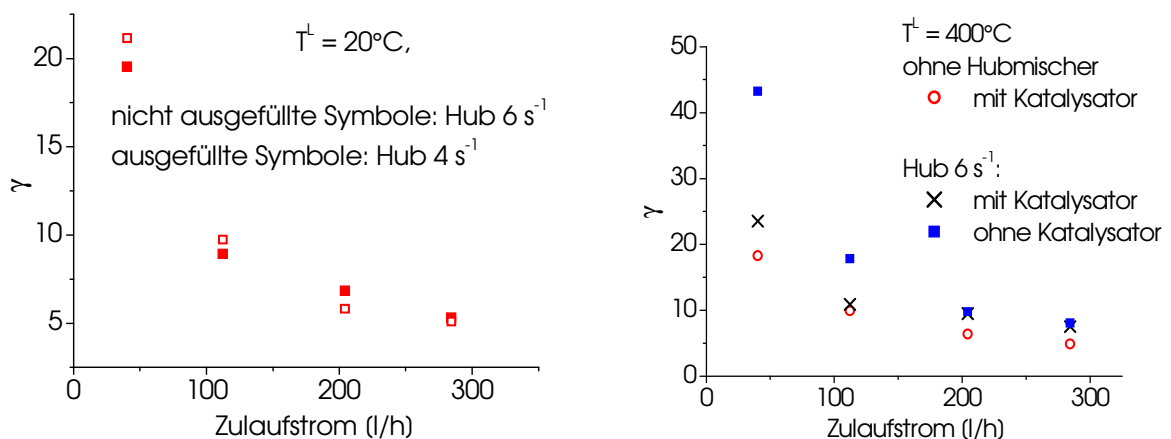 T^L = 20°C,
nicht ausgefüllte Symbole: Hub 6 s^-1
ausgefüllte Symbole: Hub 4 s^-1
γ
20
15
10
5
0
100
200
300
Zulaufstrom (l/h)
T^L = 400°C
ohne Hubmischer
mit Katalysator
Hub 6 s^-1:
mit Katalysator
ohne Katalysator
γ
50
40
30
20
10
0
0
100
200
300
Zulaufstrom (l/h)